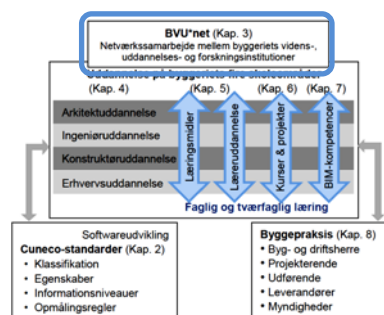 BVU*net (Kap. 3)
Netværkssamarbejde mellem byggeriets videns-,
uddannelses- og forskningsinstitutioner
Uddannelse på byggeriets fire skoleområder
(Kap. 4) (Kap. 5) (Kap. 6) (Kap. 7)
Arkitektuddannelse
Ingeniøruddannelse
Konstruktøruddannelse
Erhvervsuddannelse
Læringsmidler
Læreruddannelse
Kurser & projekter
BIM-kompetencer
Faglig og tværfaglig læring
Softwareudvikling
Cuneco-standarder (Kap. 2)
• Klassifikation
• Egenskaber
• Informationsniveauer
• Opmålingsregler
Byggepraksis (Kap. 8)
• Byg- og driftsherre
• Projekterende
• Udførende
• Leverandører
• Myndigheder